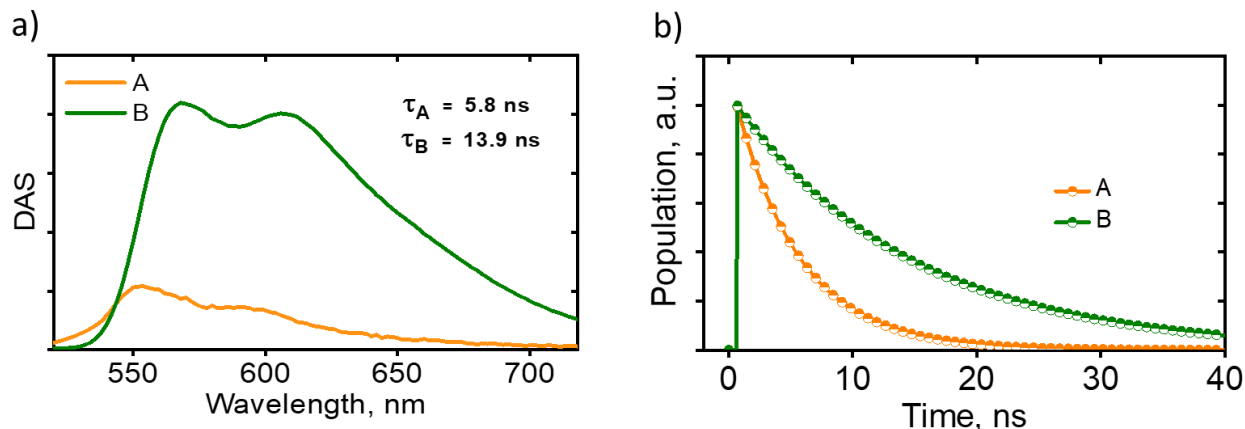 a)
A
B
τA = 5.8 ns
τB = 13.9 ns
DAS
550 600 650 700
Wavelength, nm
b)
A
B
Population, a.u.
0 10 20 30 40
Time, ns